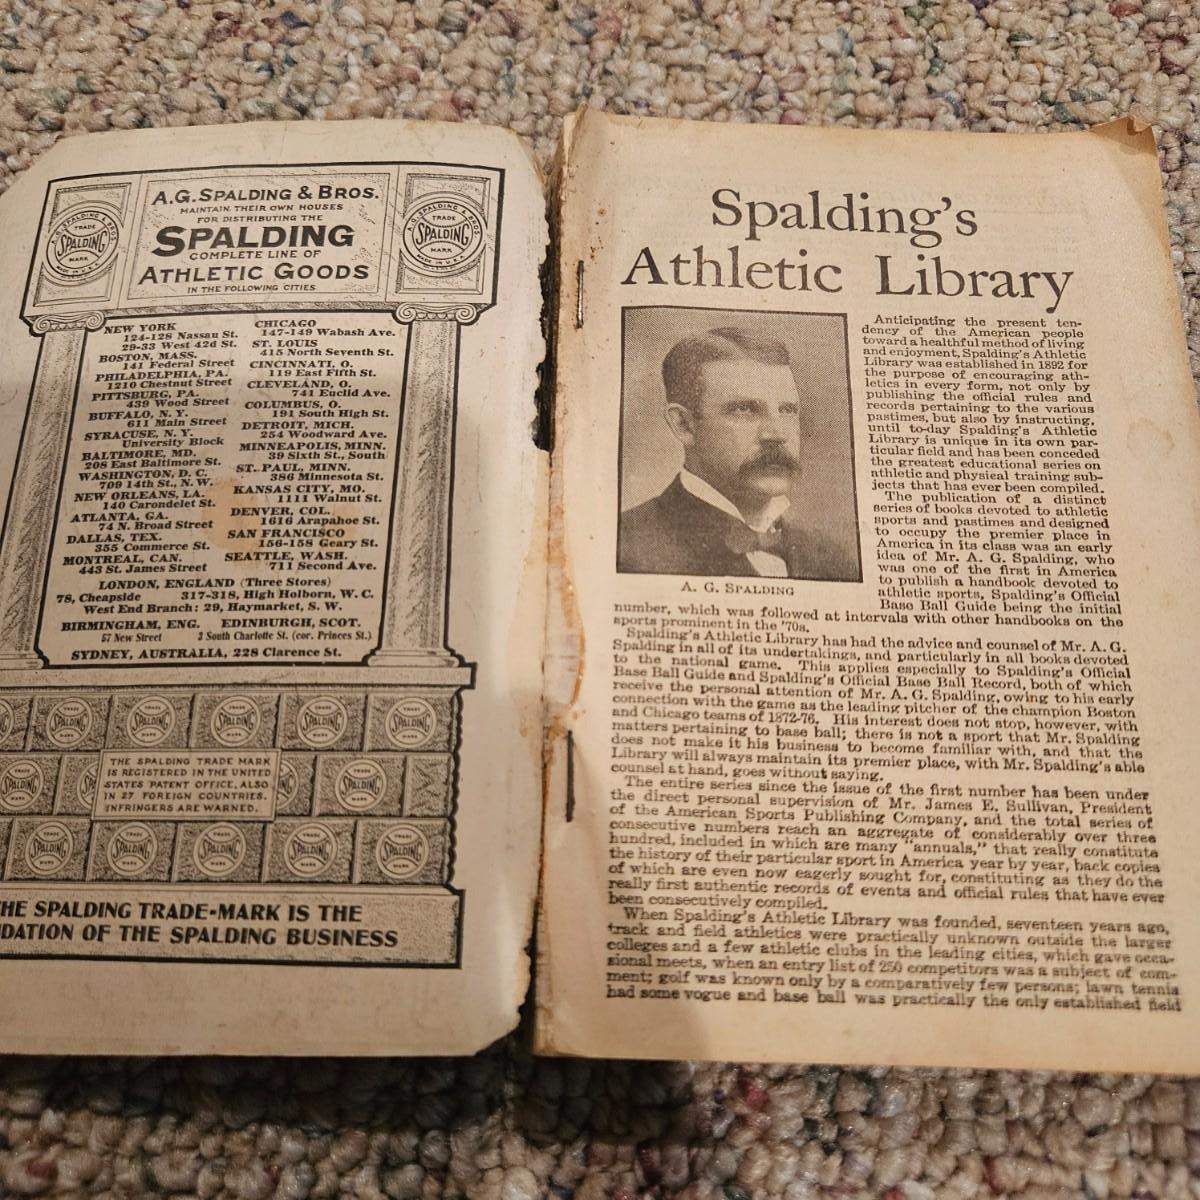 A.G. SPALDING & BROS.
MAINTAIN THEIR OWN HOUSES
FOR DISTRIBUTING THE
SPALDING
COMPLETE LINE OF
ATHLETIC GOODS
IN THE FOLLOWING CITIES
A.G. SPALDING & BROS.
TRADE
SPALDING
MARK
MADE IN U.S.A.
A.G. SPALDING & BROS.
TRADE
SPALDING
MARK
MADE IN U.S.A.
NEW YORK
124-128 Nassau St.
29-33 West 42d St.
BOSTON, MASS.
141 Federal Street
PHILADELPHIA, PA.
1210 Chestnut Street
PITTSBURG, PA.
439 Wood Street
BUFFALO, N. Y.
611 Main Street
SYRACUSE, N. Y.
University Block
BALTIMORE, MD.
208 East Baltimore St.
WASHINGTON, D. C.
709 14th St., N. W.
NEW ORLEANS, LA.
140 Carondelet St.
ATLANTA, GA.
74 N. Broad Street
DALLAS, TEX.
355 Commerce St.
MONTREAL, CAN.
443 St. James Street
CHICAGO
147-149 Wabash Ave.
ST. LOUIS
415 North Seventh St.
CINCINNATI, O.
119 East Fifth St.
CLEVELAND, O.
741 Euclid Ave.
COLUMBUS, O.
191 South High St.
DETROIT, MICH.
254 Woodward Ave.
MINNEAPOLIS, MINN.
39 Sixth St., South
ST. PAUL, MINN.
386 Minnesota St.
KANSAS CITY, MO.
1111 Walnut St.
DENVER, COL.
1616 Arapahoe St.
SAN FRANCISCO
156-158 Geary St.
SEATTLE, WASH.
711 Second Ave.
LONDON, ENGLAND (Three Stores)
78, Cheapside 317-318, High Holborn, W. C.
West End Branch: 29, Haymarket, S. W.
BIRMINGHAM, ENG. EDINBURGH, SCOT.
57 New Street 3 South Charlotte St. (cor. Princes St.)
SYDNEY, AUSTRALIA, 228 Clarence St.
THE SPALDING TRADE MARK
IS REGISTERED IN THE UNITED
STATES PATENT OFFICE, ALSO
IN 27 FOREIGN COUNTRIES.
INFRINGERS ARE WARNED.
HE SPALDING TRADE-MARK IS THE
DATION OF THE SPALDING BUSINESS
Spalding's
Athletic Library
A. G. SPALDING
Anticipating the present ten-
dency of the American people
toward a healthful method of living
and enjoyment, Spalding's Athletic
Library was established in 1892 for
the purpose of encouraging ath-
letics in every form, not only by
publishing the official rules and
records pertaining to the various
pastimes, but also by instructing,
until to-day Spalding's Athletic
Library is unique in its own par-
ticular field and has been conceded
the greatest educational series on
athletic and physical training sub-
jects that has ever been compiled.
The publication of a distinct
series of books devoted to athletic
sports and pastimes and designed
to occupy the premier place in
America in its class was an early
idea of Mr. A. G. Spalding, who
was one of the first in America
to publish a handbook devoted to
athletic sports, Spalding's Official
Base Ball Guide being the initial
number, which was followed at intervals with other handbooks on the
sports prominent in the '70s.
Spalding's Athletic Library has had the advice and counsel of Mr. A. G.
Spalding in all of its undertakings, and particularly in all books devoted
to the national game. This applies especially to Spalding's Official
Base Ball Guide and Spalding's Official Base Ball Record, both of which
receive the personal attention of Mr. A. G. Spalding, owing to his early
connection with the game as the leading pitcher of the champion Boston
and Chicago teams of 1872-76. His interest does not stop, however, with
matters pertaining to base ball; there is not a sport that Mr. Spalding
does not make it his business to become familiar with, and that the
Library will always maintain its premier place, with Mr. Spalding's able
counsel at hand, goes without saying.
The entire series since the issue of the first number has been under
the direct personal supervision of Mr. James E. Sullivan, President
of the American Sports Publishing Company, and the total series of
consecutive numbers reach an aggregate of considerably over three
hundred, included in which are many "annuals," that really constitute
the history of their particular sport in America year by year, back copies
of which are even now eagerly sought for, constituting as they do the
really first authentic records of events and official rules that have ever
been consecutively compiled.
When Spalding's Athletic Library was founded, seventeen years ago,
track and field athletics were practically unknown outside the larger
colleges and a few athletic clubs in the leading cities, which gave occa-
sional meets, when an entry list of 250 competitors was a subject of com-
ment; golf was known only by a comparatively few persons; lawn tennis
had some vogue and base ball was practically the only established field